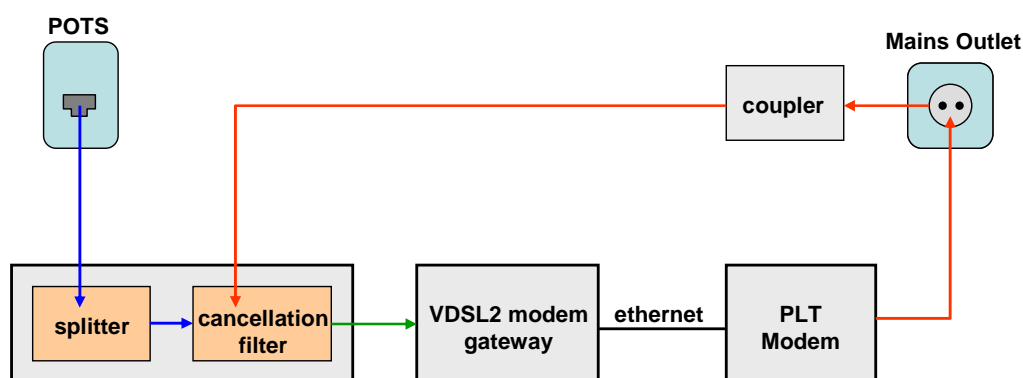 POTS
Mains Outlet
coupler
splitter
cancellation
filter
VDSL2 modem
gateway
ethernet
PLT
Modem